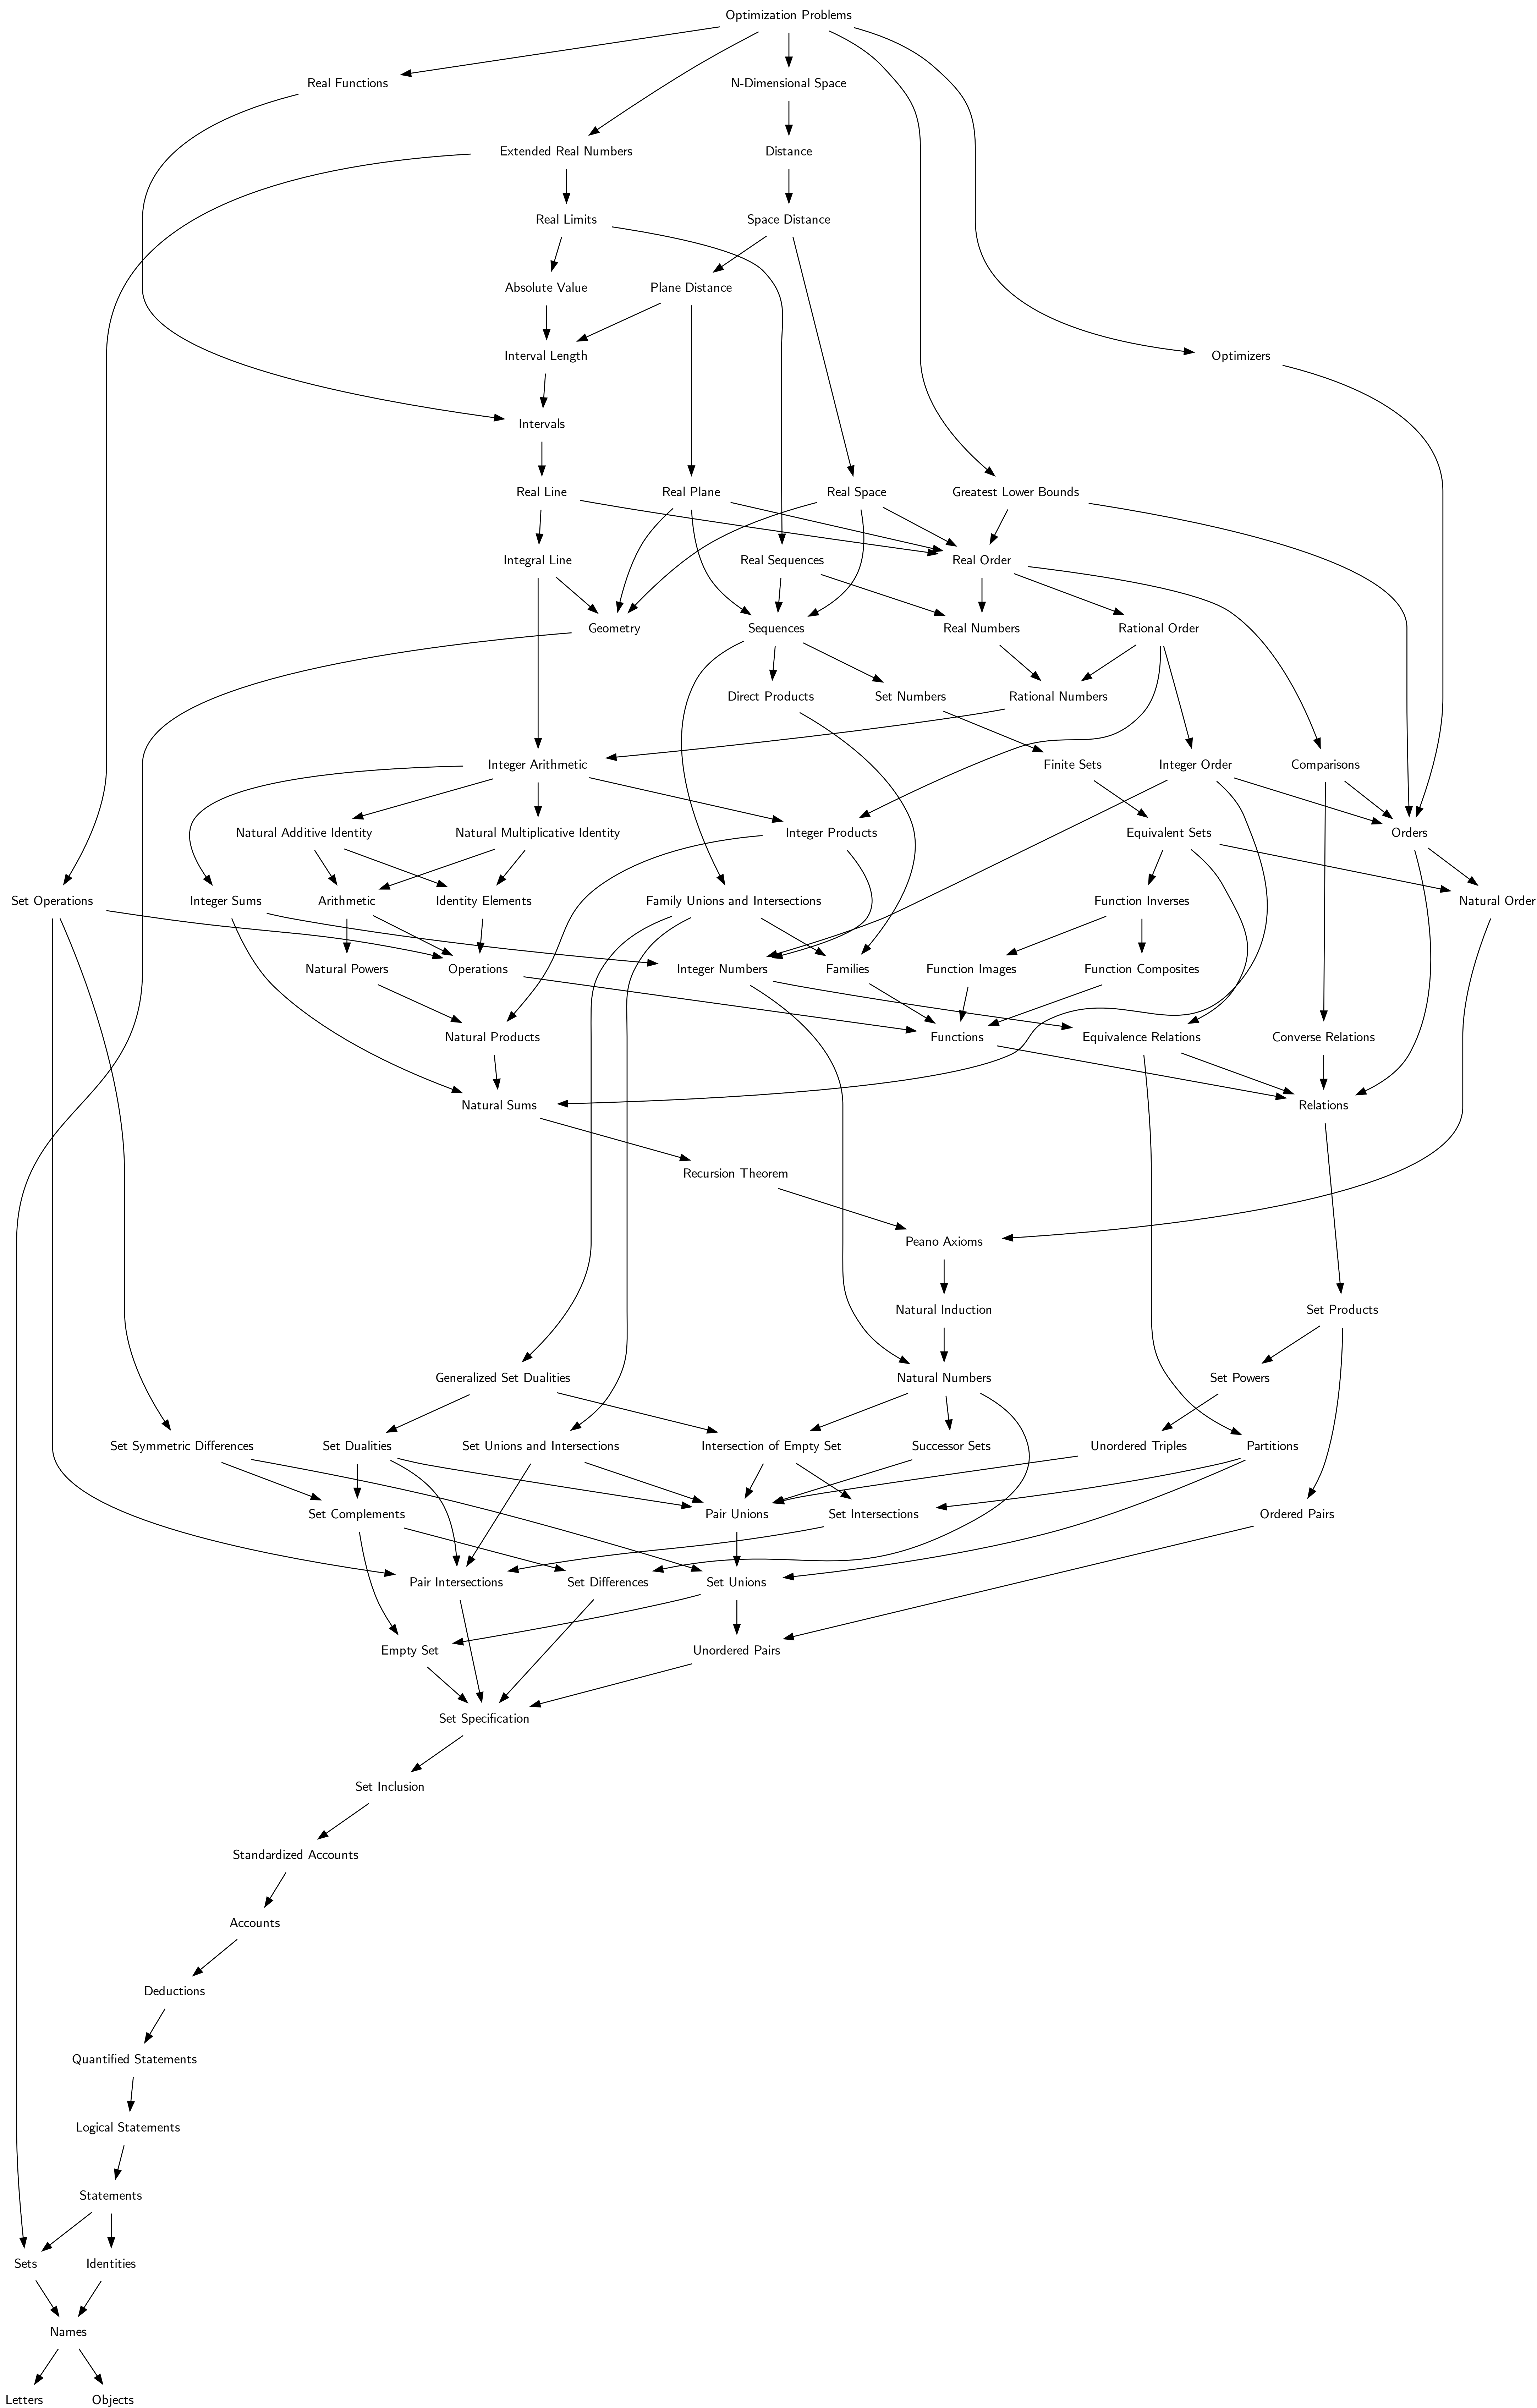 Optimization Problems
Real Functions
N-Dimensional Space
Extended Real Numbers
Distance
Real Limits
Space Distance
Absolute Value
Plane Distance
Interval Length
Optimizers
Intervals
Real Line
Real Plane
Real Space
Greatest Lower Bounds
Integral Line
Real Sequences
Real Order
Geometry
Sequences
Real Numbers
Rational Order
Direct Products
Set Numbers
Rational Numbers
Integer Arithmetic
Finite Sets
Integer Order
Comparisons
Natural Additive Identity
Natural Multiplicative Identity
Integer Products
Equivalent Sets
Orders
Set Operations
Integer Sums
Arithmetic
Identity Elements
Family Unions and Intersections
Function Inverses
Natural Order
Natural Powers
Operations
Integer Numbers
Families
Function Images
Function Composites
Natural Products
Functions
Equivalence Relations
Converse Relations
Natural Sums
Relations
Recursion Theorem
Peano Axioms
Natural Induction
Set Products
Generalized Set Dualities
Natural Numbers
Set Powers
Set Symmetric Differences
Set Dualities
Set Unions and Intersections
Intersection of Empty Set
Successor Sets
Unordered Triples
Partitions
Set Complements
Pair Unions
Set Intersections
Ordered Pairs
Pair Intersections
Set Differences
Set Unions
Empty Set
Unordered Pairs
Set Specification
Set Inclusion
Standardized Accounts
Accounts
Deductions
Quantified Statements
Logical Statements
Statements
Sets
Identities
Names
Letters
Objects